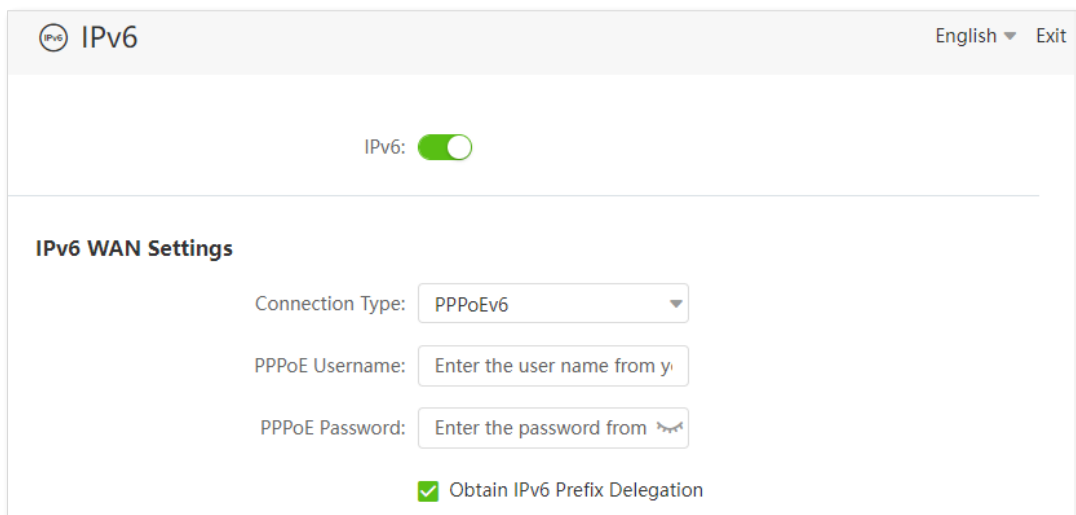 IPv6 IPv6 English Exit
IPv6:
IPv6 WAN Settings
Connection Type: PPPoEv6
PPPoE Username: Enter the user name from
PPPoE Password: Enter the password from
Obtain IPv6 Prefix Delegation